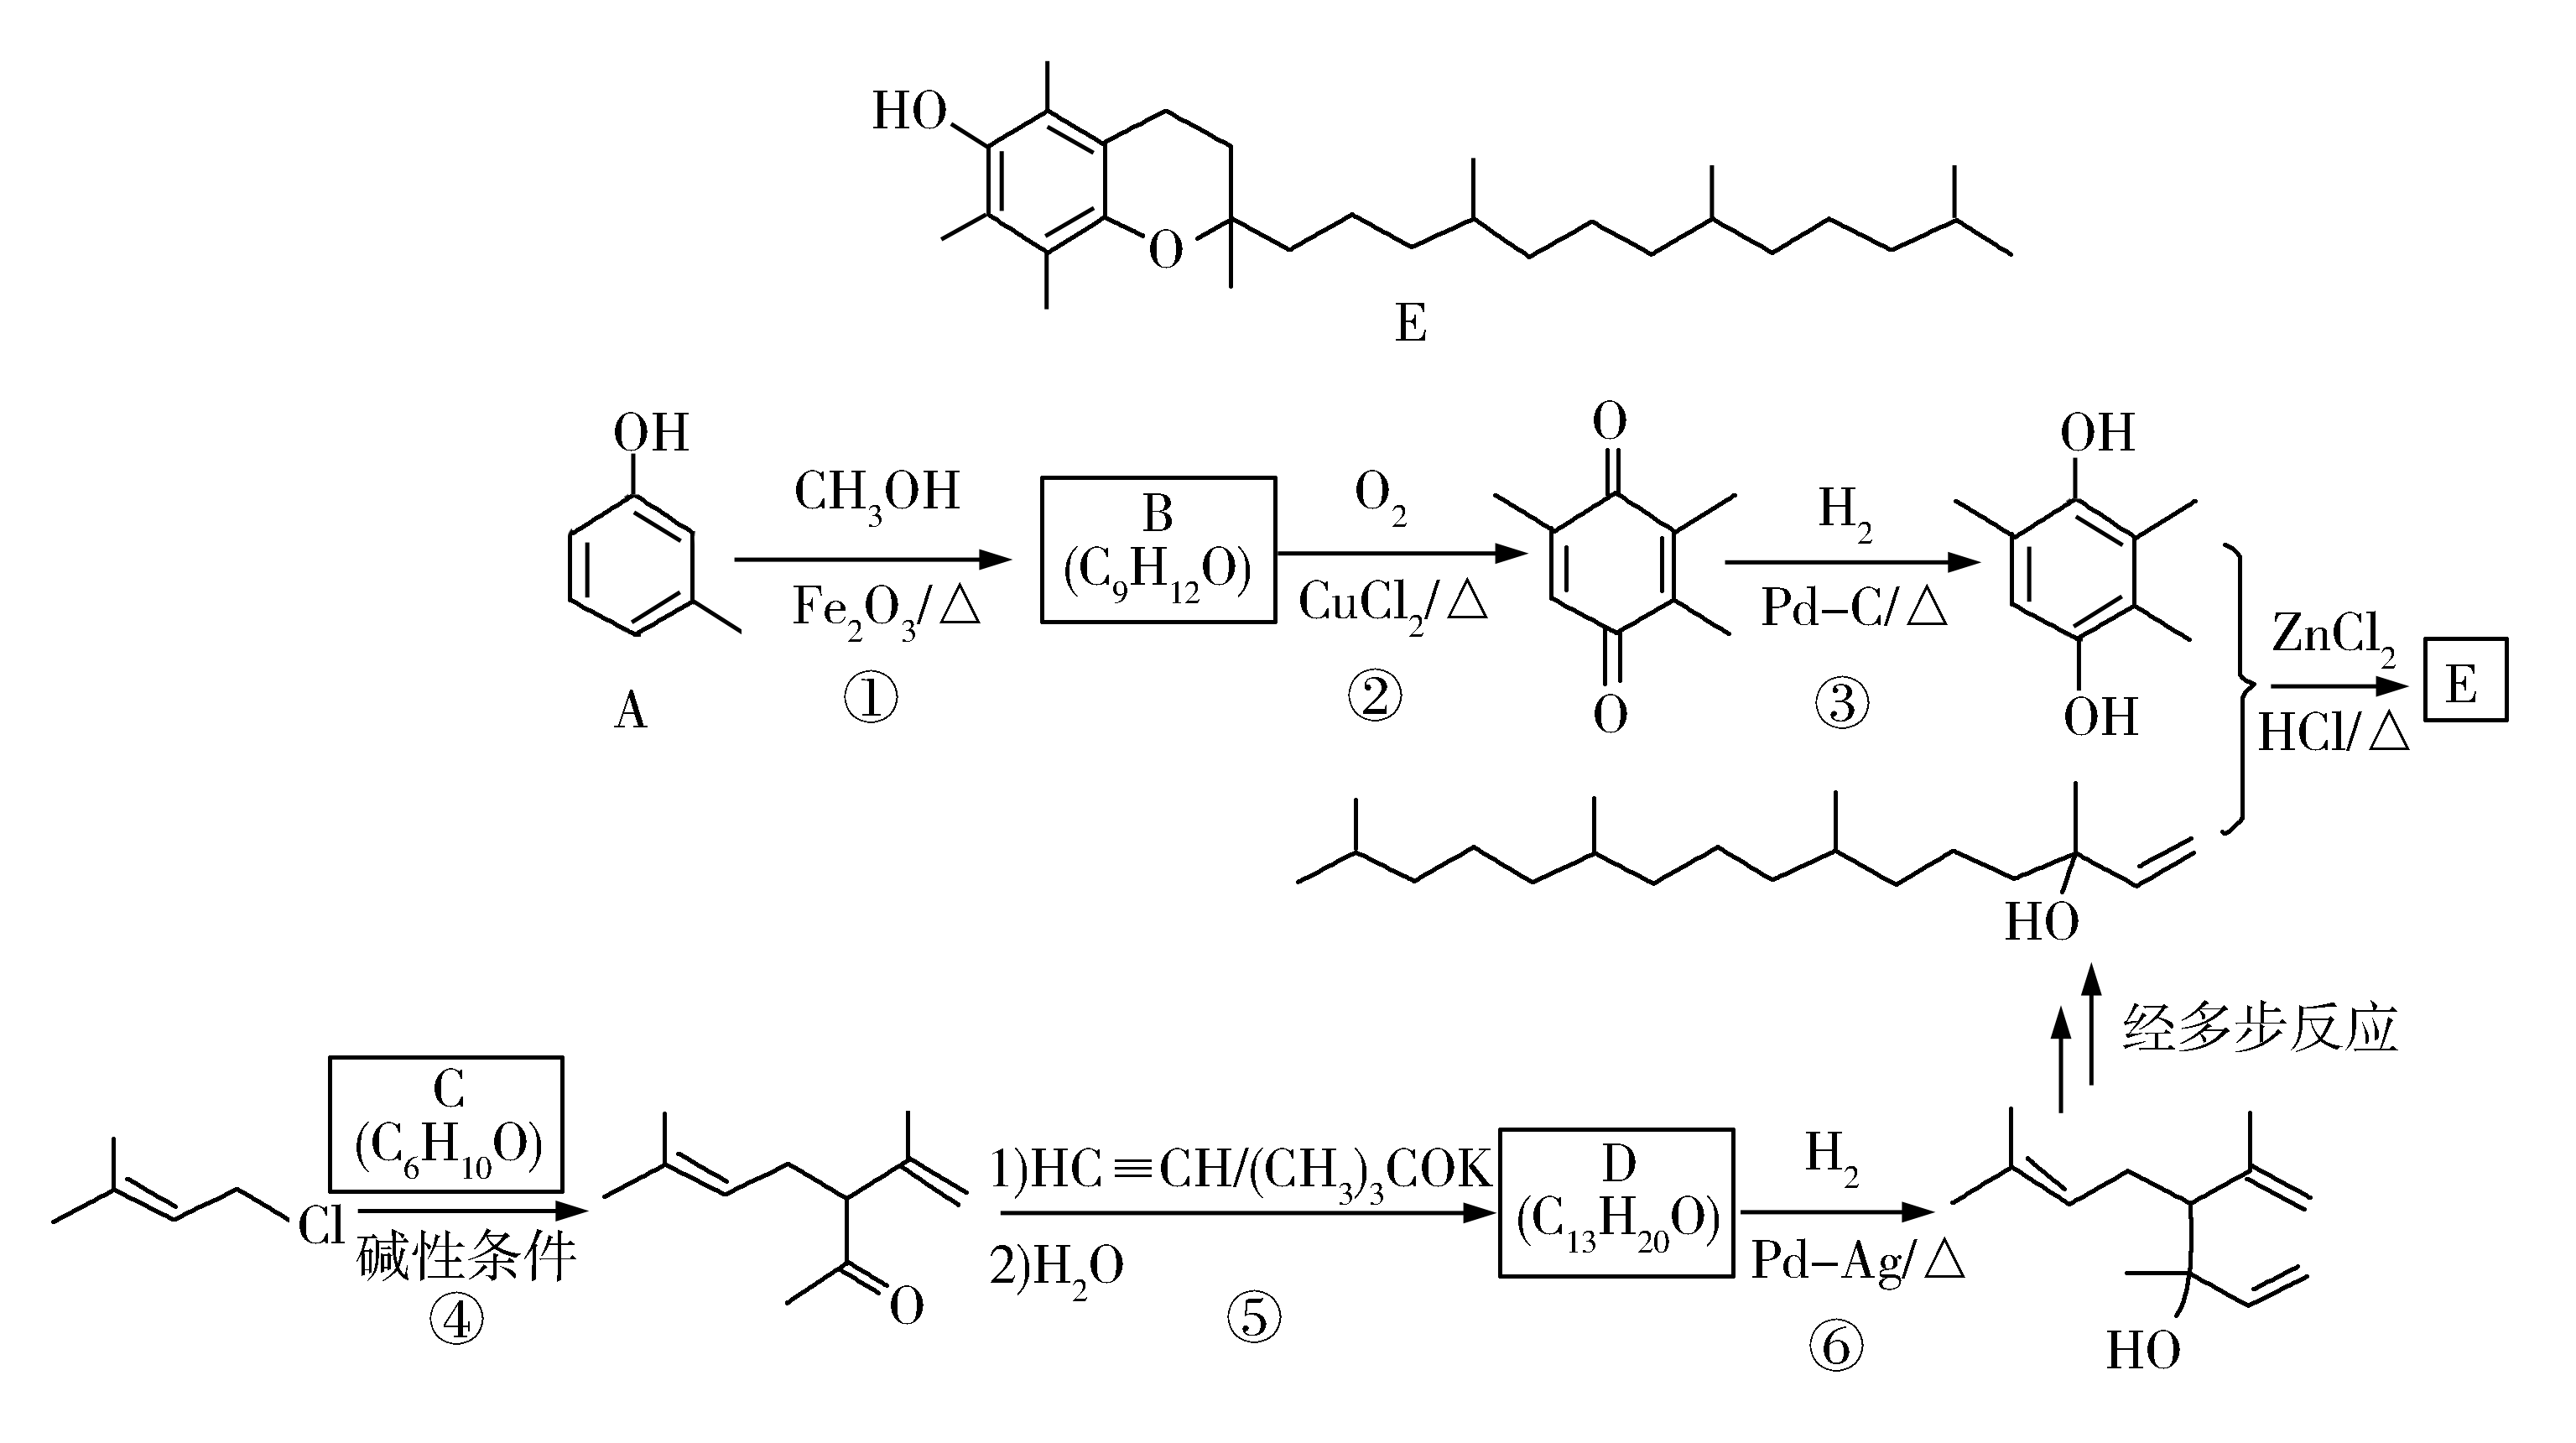 HO
O
E
OH
A
CH₃OH
Fe₂O₃/△
①
B
(C₉H₁₂O)
O₂
CuCl₂/△
②
O
O
H₂
Pd–C/△
③
OH
OH
ZnCl₂
HCl/△
E
HO
经多步反应
Cl
C
(C₆H₁₀O)
碱性条件
④
O
1)HC≡CH/(CH₃)₃COK
2)H₂O
⑤
D
(C₁₃H₂₀O)
H₂
Pd–Ag/△
⑥
HO